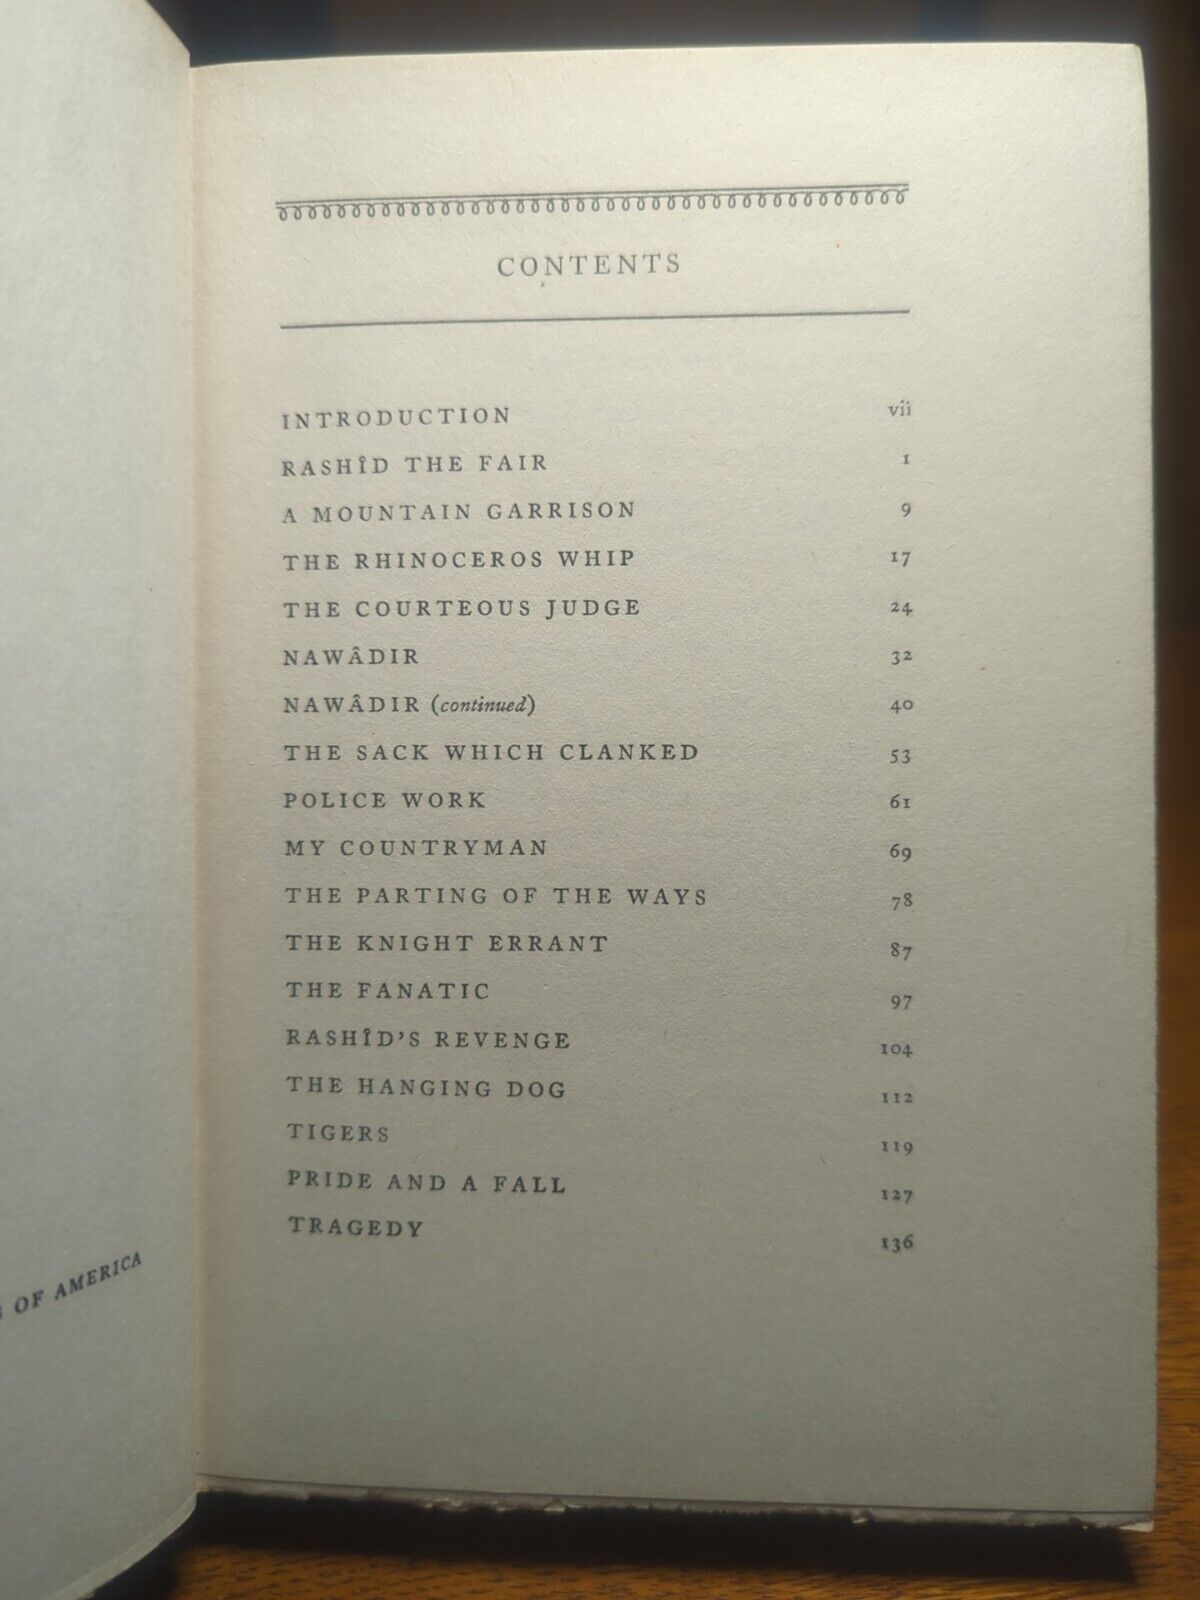 CONTENTS
INTRODUCTION vii
RASHÎD THE FAIR 1
A MOUNTAIN GARRISON 9
THE RHINOCEROS WHIP 17
THE COURTEOUS JUDGE 24
NAWÂDIR 32
NAWÂDIR (continued) 40
THE SACK WHICH CLANKED 53
POLICE WORK 61
MY COUNTRYMAN 69
THE PARTING OF THE WAYS 78
THE KNIGHT ERRANT 87
THE FANATIC 97
RASHÎD'S REVENGE 104
THE HANGING DOG 112
TIGERS 119
PRIDE AND A FALL 127
TRAGEDY 136
OF AMERICA